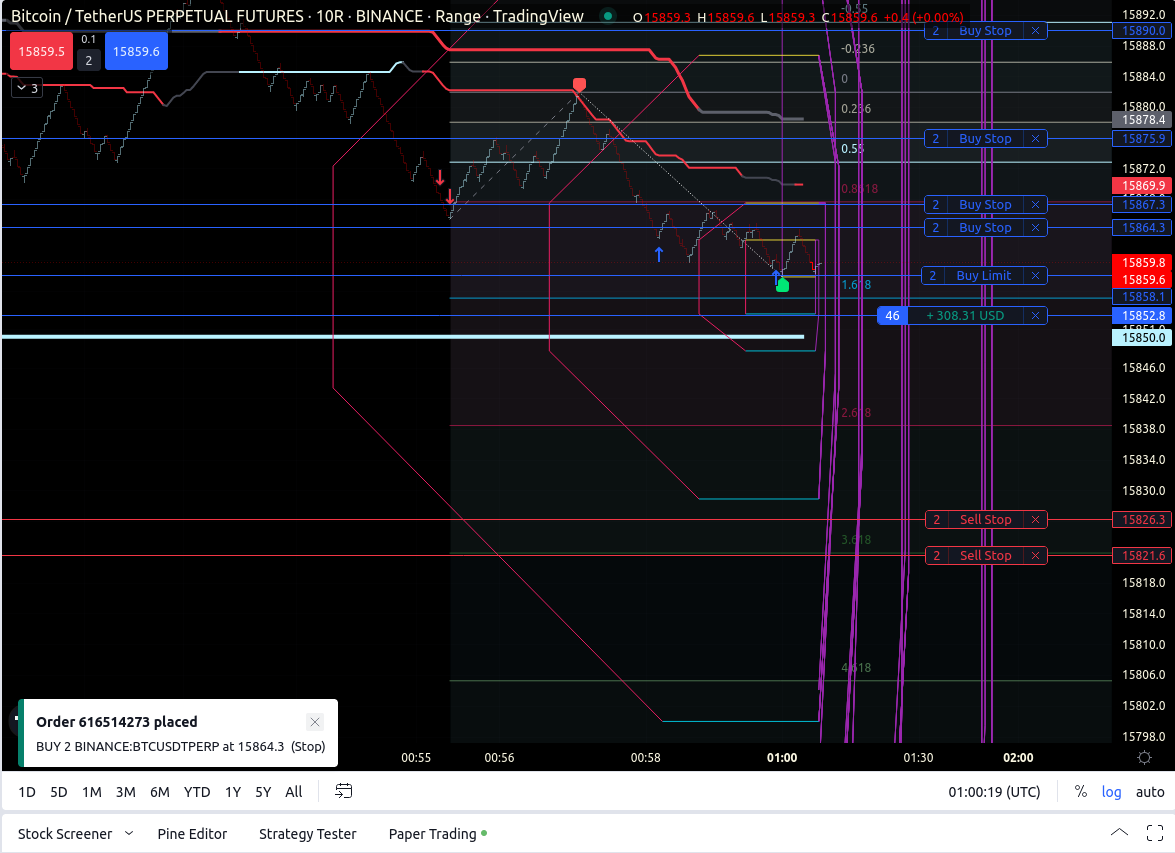 Bitcoin / TetherUS PERPETUAL FUTURES · 10R · BINANCE · Range · TradingView
O15859.3 H15859.6 L15859.3 C15859.6 +0.4 (+0.00%)
15859.5 0.1 2 15859.6
3
15892.0
2 Buy Stop × 15890.0
15888.0
15884.0
15880.0
15878.4
2 Buy Stop × 15875.9
15872.0
15869.9
2 Buy Stop × 15867.3
2 Buy Stop × 15864.3
15859.8
2 Buy Limit × 15859.6
15858.1
46 + 308.31 USD × 15852.8
15850.0
15846.0
15842.0
15838.0
15834.0
15830.0
2 Sell Stop × 15826.3
2 Sell Stop × 15821.6
15818.0
15814.0
15810.0
15806.0
15802.0
15798.0
-0.55
-0.236
0
0.236
0.55
1.618
2.618
3.618
4.618
Order 616514273 placed ×
BUY 2 BINANCE:BTCUSDTPERP at 15864.3 (Stop)
00:55 00:56 00:58 01:00 01:30 02:00
1D 5D 1M 3M 6M YTD 1Y 5Y All 01:00:19 (UTC) % log auto
Stock Screener Pine Editor Strategy Tester Paper Trading